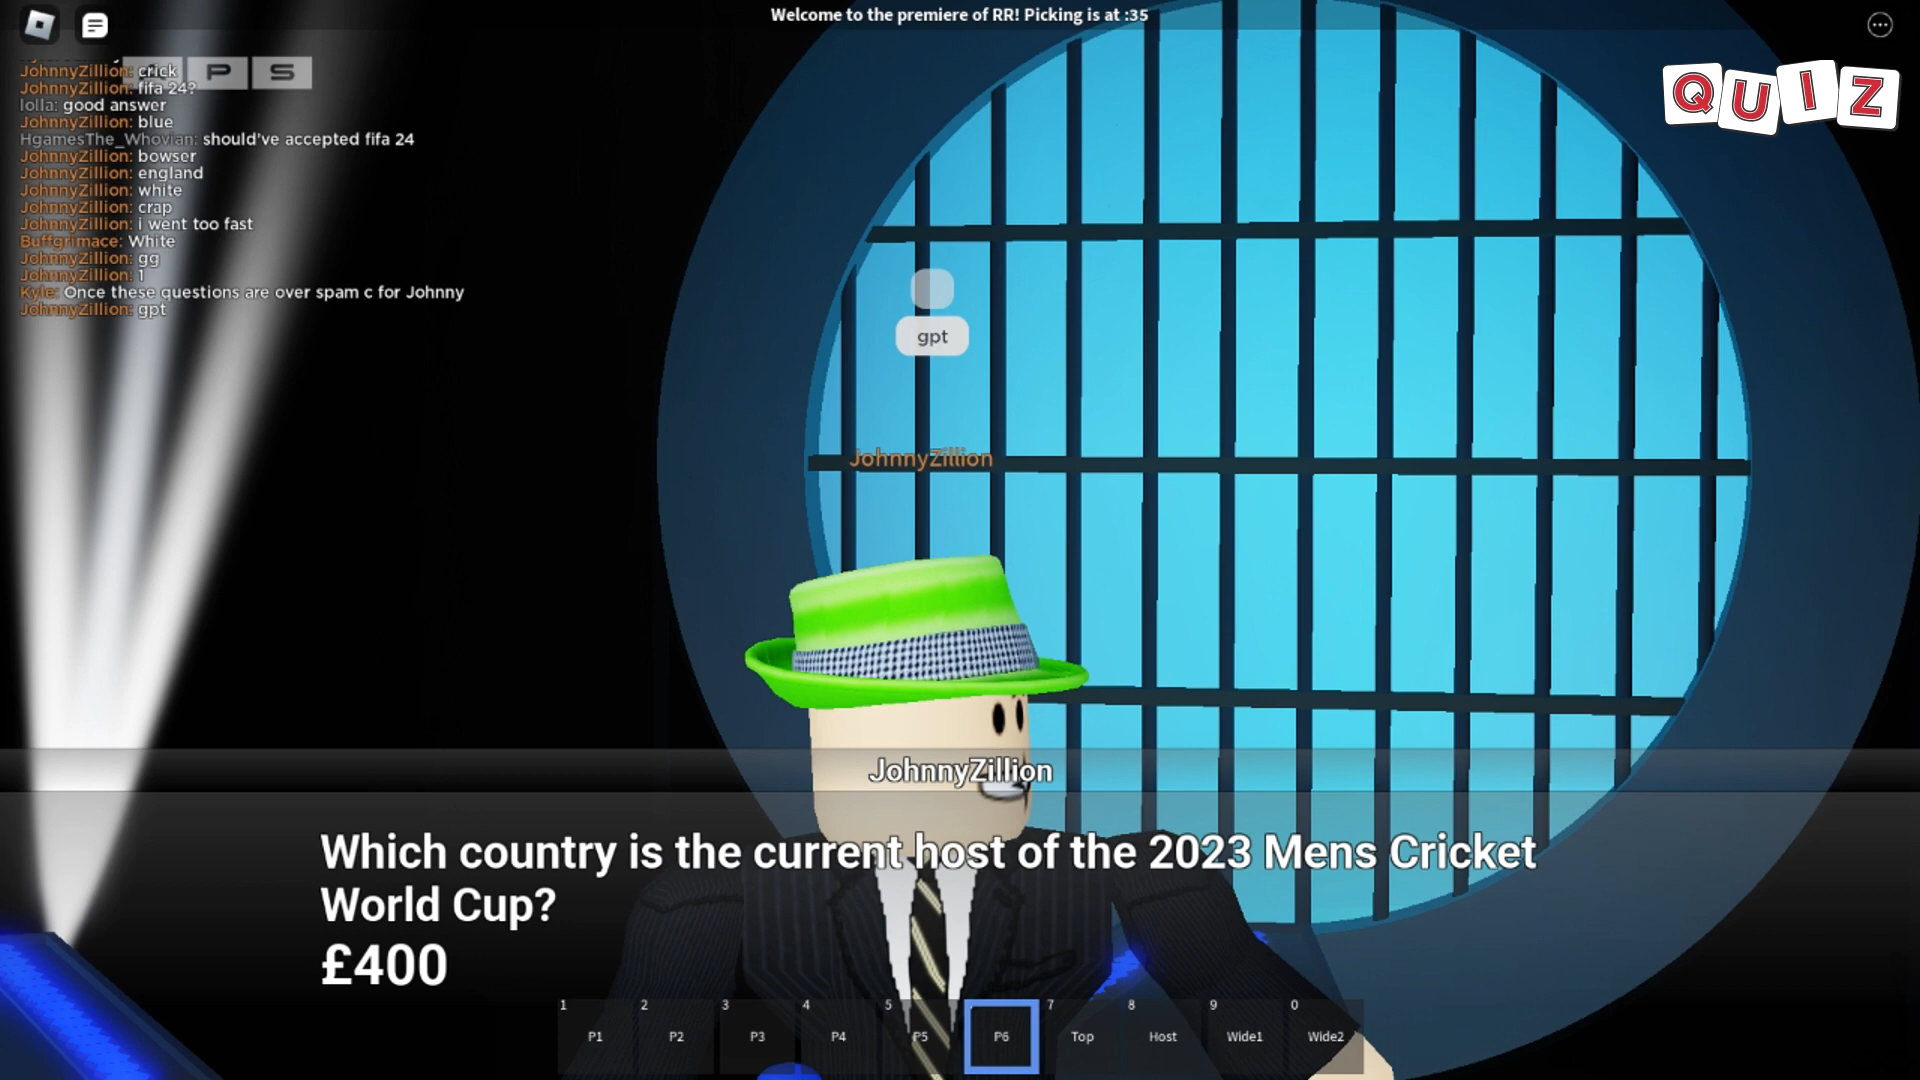 Welcome to the premiere of RR! Picking is at :35
QUIZ
P S
JohnnyZillion: crick
JohnnyZillion: fifa 24?
lolla: good answer
JohnnyZillion: blue
HgamesThe_Whovian: should've accepted fifa 24
JohnnyZillion: bowser
JohnnyZillion: england
JohnnyZillion: white
JohnnyZillion: crap
JohnnyZillion: i went too fast
Buffgrimace: White
JohnnyZillion: gg
JohnnyZillion: 1
Kyle: Once these questions are over spam c for Johnny
JohnnyZillion: gpt
gpt
JohnnyZillion
JohnnyZillion
Which country is the current host of the 2023 Mens Cricket
World Cup?
£400
1 2 3 4 5 7 8 9 0
P1 P2 P3 P4 P5 P6 Top Host Wide1 Wide2